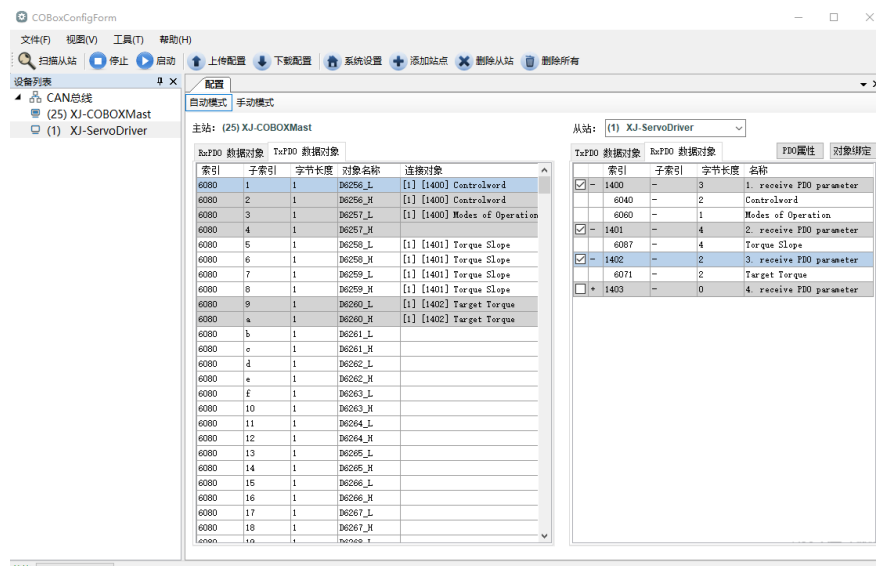 COBoxConfigForm
文件(F) 视图(V) 工具(T) 帮助(H)
扫描从站 停止 启动 上传配置 下载配置 系统设置 添加站点 删除从站 删除所有
设备列表
CAN总线
(25) XJ-COBOXMast
(1) XJ-ServoDriver
配置
自动模式 手动模式
主站: (25) XJ-COBOXMast
RxPDO 数据对象 TxPDO 数据对象
索引 子索引 字节长度 对象名称 连接对象
6080 1 1 D6256_L [1] [1400] Controlword
6080 2 1 D6256_H [1] [1400] Controlword
6080 3 1 D6257_L [1] [1400] Modes of Operation
6080 4 1 D6257_H
6080 5 1 D6258_L [1] [1401] Torque Slope
6080 6 1 D6258_H [1] [1401] Torque Slope
6080 7 1 D6259_L [1] [1401] Torque Slope
6080 8 1 D6259_H [1] [1401] Torque Slope
6080 9 1 D6260_L [1] [1402] Target Torque
6080 a 1 D6260_H [1] [1402] Target Torque
6080 b 1 D6261_L
6080 c 1 D6261_H
6080 d 1 D6262_L
6080 e 1 D6262_H
6080 f 1 D6263_L
6080 10 1 D6263_H
6080 11 1 D6264_L
6080 12 1 D6264_H
6080 13 1 D6265_L
6080 14 1 D6265_H
6080 15 1 D6266_L
6080 16 1 D6266_H
6080 17 1 D6267_L
6080 18 1 D6267_H
6080 19 1 D6268_L
从站: (1) XJ-ServoDriver
TxPDO 数据对象 RxPDO 数据对象 PDO属性 对象绑定
索引 子索引 字节长度 名称
- 1400 - 3 1. receive PDO parameter
6040 - 2 Controlword
6060 - 1 Modes of Operation
- 1401 - 4 2. receive PDO parameter
6087 - 4 Torque Slope
- 1402 - 2 3. receive PDO parameter
6071 - 2 Target Torque
+ 1403 - 0 4. receive PDO parameter